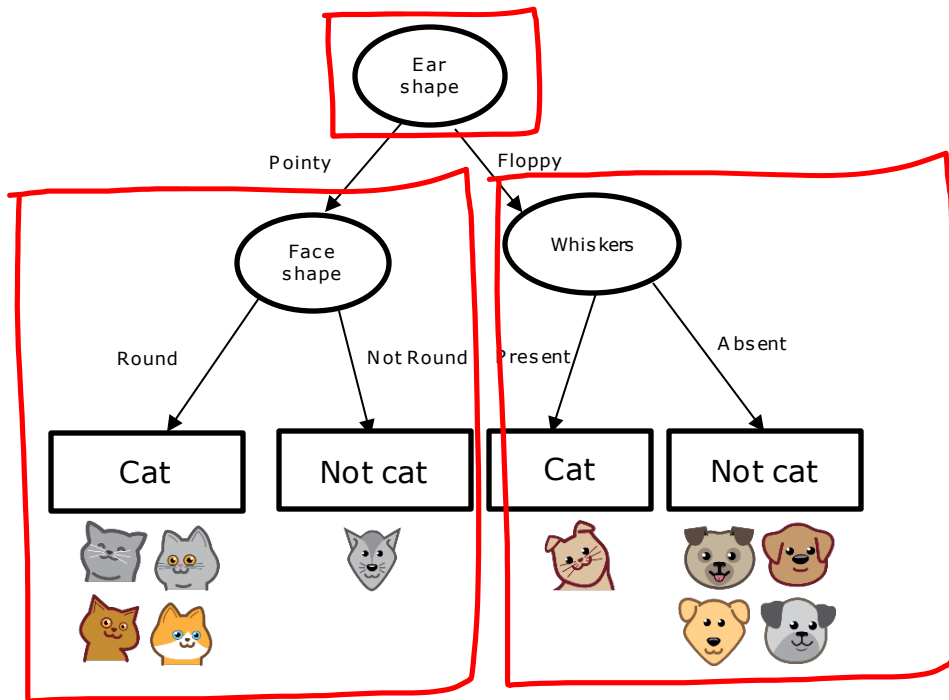 Ear
shape
Pointy
Floppy
Face
shape
Whiskers
Round
Not Round
Present
Absent
Cat
Not cat
Cat
Not cat